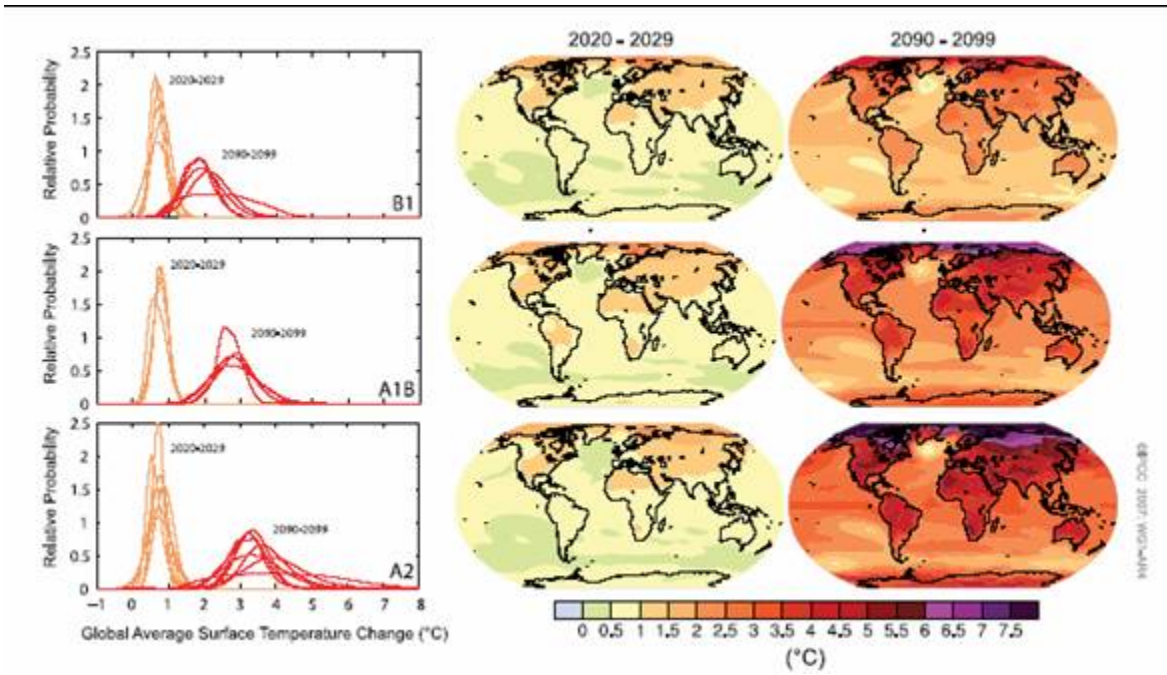 2020 - 2029
2090 - 2099
2.5
2
1.5
1
0.5
0
Relative Probability
2020-2029
2090-2099
B1
2.5
2
1.5
1
0.5
0
Relative Probability
2020-2029
2090-2099
A1B
2.5
2
1.5
1
0.5
0
Relative Probability
2020-2029
2090-2099
A2
-1 0 1 2 3 4 5 6 7 8
Global Average Surface Temperature Change (°C)
0 0.5 1 1.5 2 2.5 3 3.5 4 4.5 5 5.5 6 6.5 7 7.5
(°C)
©IPCC 2007: WG1-AR4